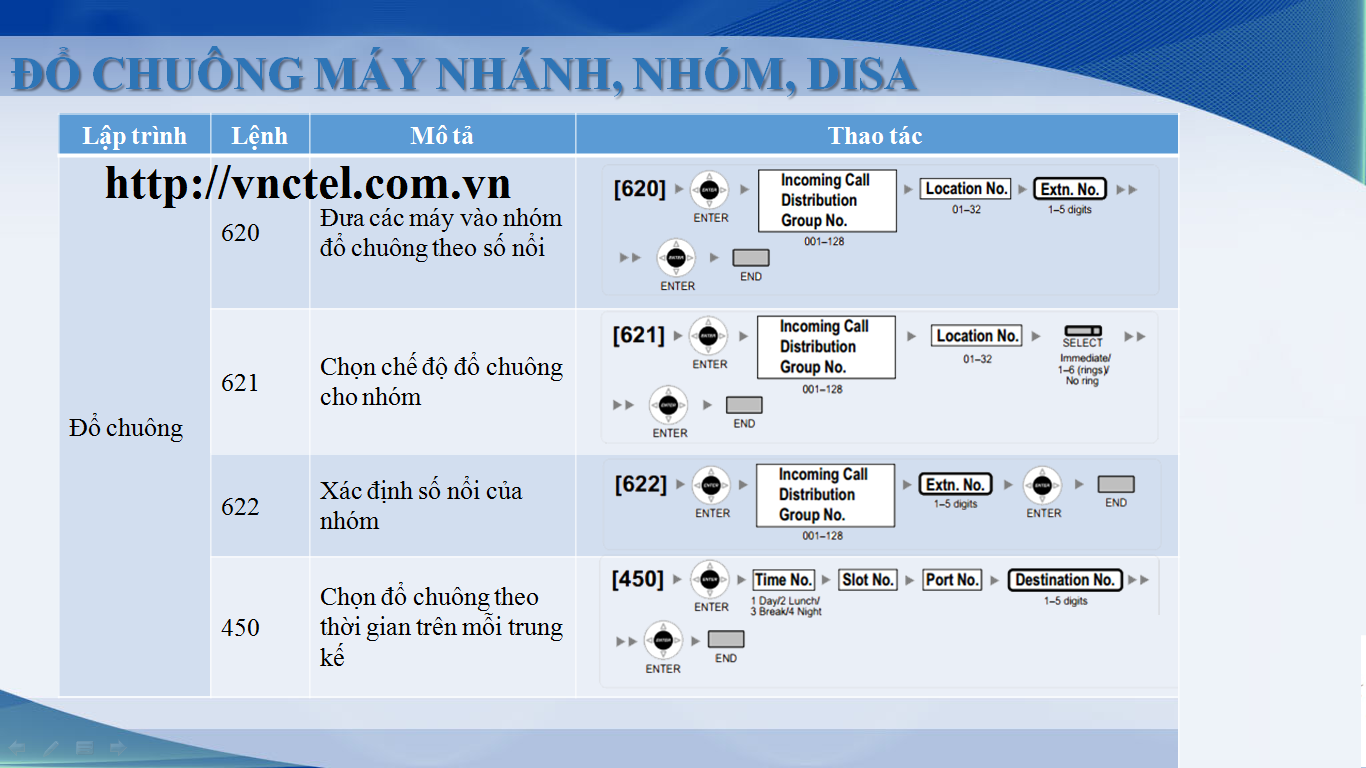 ĐỔ CHUÔNG MÁY NHÁNH, NHÓM, DISA
Lập trình Lệnh Mô tả Thao tác
http://vnctel.com.vn
Đổ chuông
620
Đưa các máy vào nhóm
đổ chuông theo số nổi
[620] ENTER Incoming Call
Distribution
Group No.
001–128
Location No.
01–32
Extn. No.
1–5 digits
ENTER
ENTER
END
621
Chọn chế độ đổ chuông
cho nhóm
[621] ENTER Incoming Call
Distribution
Group No.
001–128
Location No.
01–32
SELECT
Immediate/
1–6 (rings)/
No ring
ENTER
ENTER
END
622
Xác định số nổi của
nhóm
[622] ENTER Incoming Call
Distribution
Group No.
001–128
Extn. No.
1–5 digits
ENTER
ENTER
ENTER
END
450
Chọn đổ chuông theo
thời gian trên mỗi trung
kế
[450] ENTER Time No. Slot No. Port No. Destination No.
ENTER
1 Day/2 Lunch/
3 Break/4 Night
1–5 digits
ENTER
ENTER
END